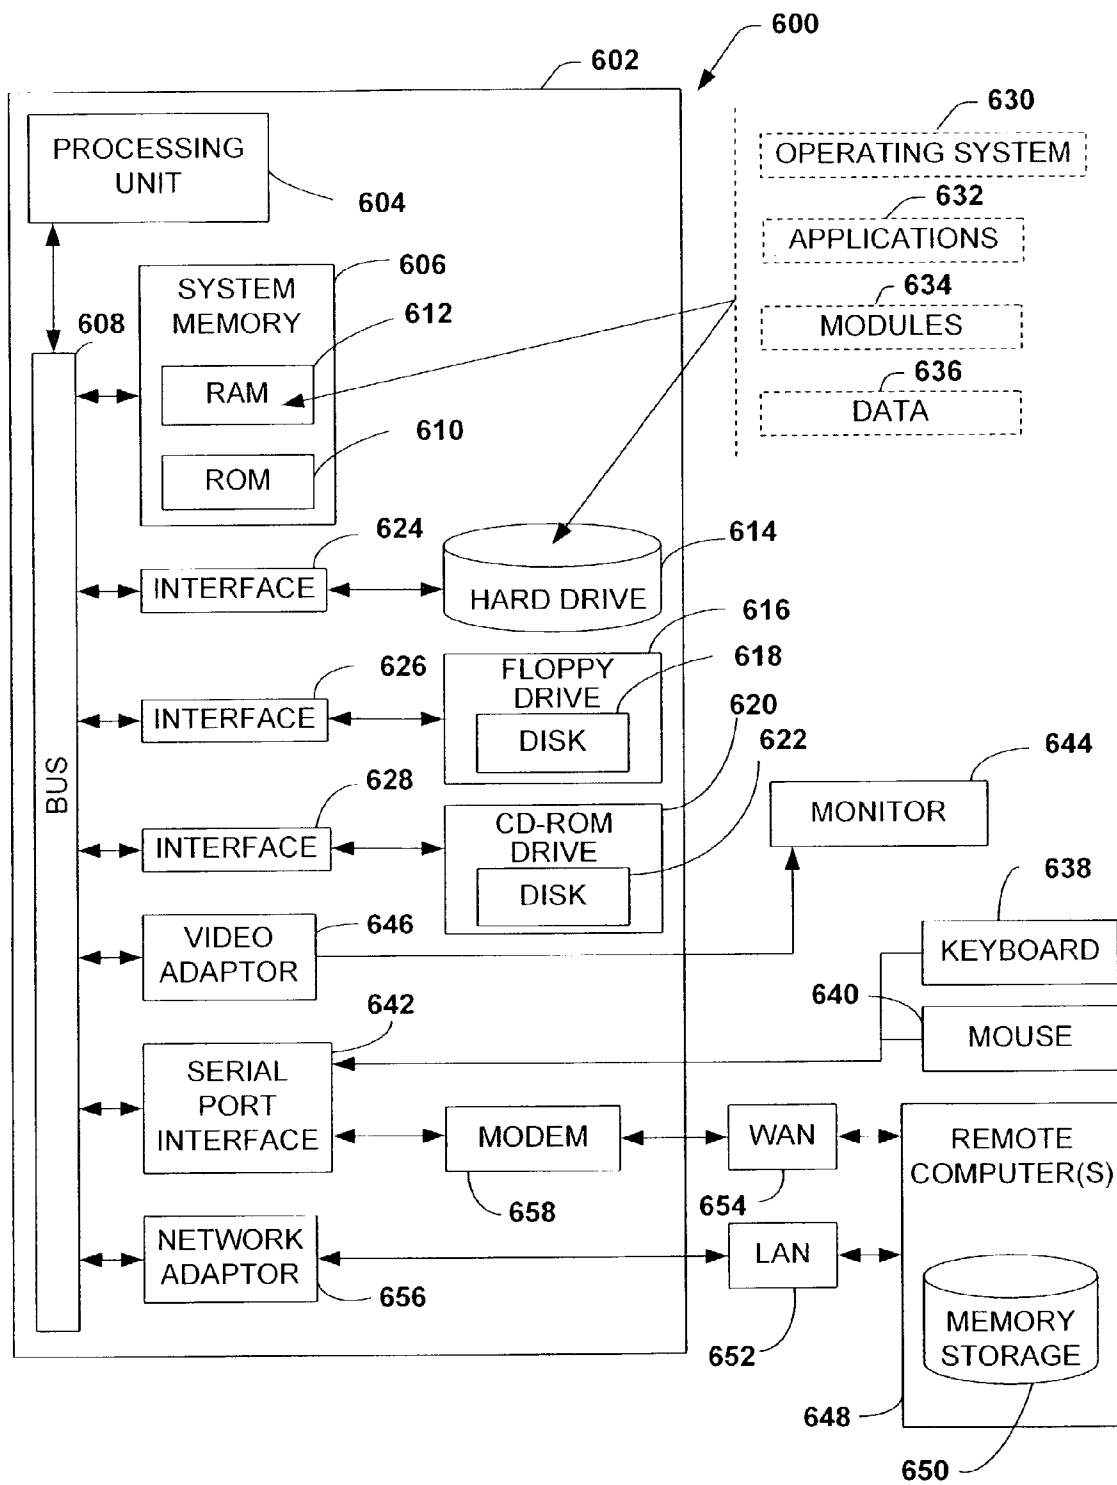 600
602
630
PROCESSING
UNIT
OPERATING SYSTEM
604
632
APPLICATIONS
606
SYSTEM
MEMORY
634
608
612
MODULES
RAM
636
DATA
610
ROM
624
614
INTERFACE
HARD DRIVE
616
626
FLOPPY
DRIVE
618
INTERFACE
620
DISK
622
644
BUS
628
MONITOR
CD-ROM
DRIVE
INTERFACE
638
DISK
646
VIDEO
ADAPTOR
KEYBOARD
640
642
MOUSE
SERIAL
PORT
INTERFACE
MODEM
WAN
REMOTE
COMPUTER(S)
658
654
NETWORK
ADAPTOR
LAN
656
MEMORY
STORAGE
652
648
650